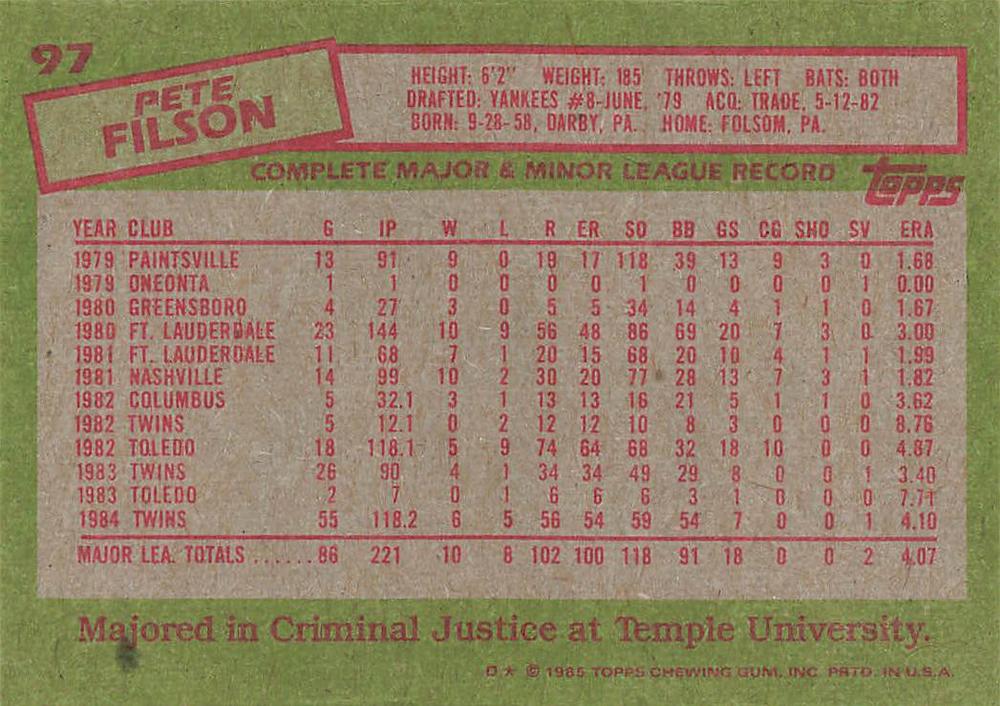 97
PETE
FILSON
HEIGHT: 6'2" WEIGHT: 185 THROWS: LEFT BATS: BOTH
DRAFTED: YANKEES #8-JUNE, '79 ACQ: TRADE, 5-12-82
BORN: 9-28-58, DARBY, PA. HOME: FOLSOM, PA.
COMPLETE MAJOR & MINOR LEAGUE RECORD
TOPPS
YEAR CLUB G IP W L R ER SO BB GS CG SHO SV ERA
1979 PAINTSVILLE 13 91 9 0 19 17 118 39 13 9 3 0 1.68
1979 ONEONTA 1 1 0 0 0 0 1 0 0 0 0 1 0.00
1980 GREENSBORO 4 27 3 0 5 5 34 14 4 1 1 0 1.67
1980 FT. LAUDERDALE 23 144 10 9 56 48 86 69 20 7 3 0 3.00
1981 FT. LAUDERDALE 11 68 7 1 20 15 68 20 10 4 1 1 1.99
1981 NASHVILLE 14 99 10 2 30 20 77 28 13 7 3 1 1.82
1982 COLUMBUS 5 32.1 3 1 13 13 16 21 5 1 1 0 3.62
1982 TWINS 5 12.1 0 2 12 12 10 8 3 0 0 0 8.76
1982 TOLEDO 18 118.1 5 9 74 64 68 32 18 10 0 0 4.87
1983 TWINS 26 90 4 1 34 34 49 29 8 0 0 1 3.40
1983 TOLEDO 2 7 0 1 6 6 6 3 1 0 0 0 7.71
1984 TWINS 55 118.2 6 5 56 54 59 54 7 0 0 1 4.10
MAJOR LEA. TOTALS ...... 86 221 10 8 102 100 118 91 18 0 0 2 4.07
Majored in Criminal Justice at Temple University.
D ★ © 1985 TOPPS CHEWING GUM, INC PRTD. IN U.S.A.